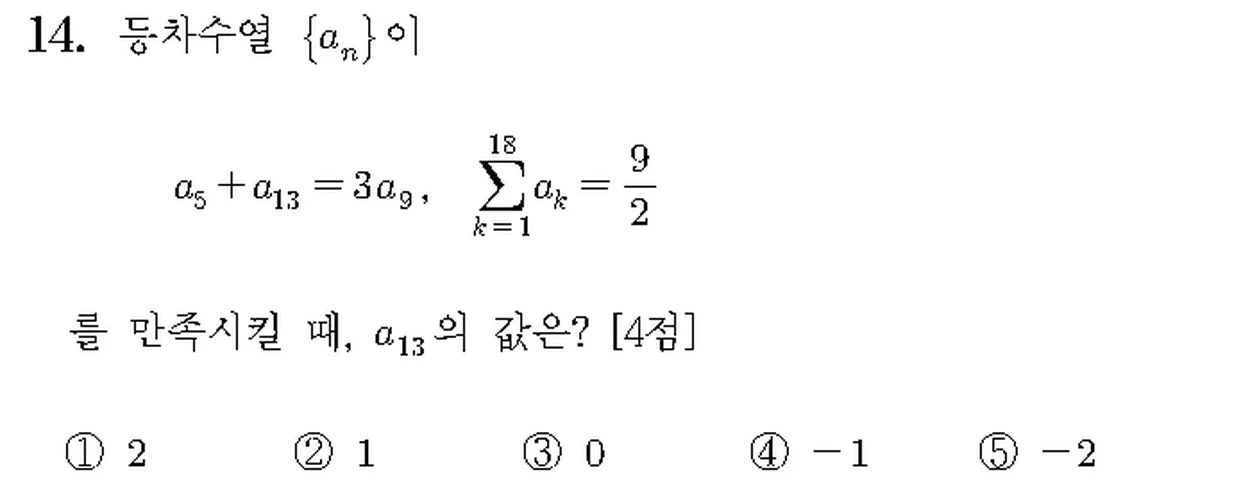 14. 등차수열 {aₙ}이
a₅ + a₁₃ = 3a₉, ∑_{k=1}^{18} aₖ = 9/2
를 만족시킬 때, a₁₃의 값은? [4점]
① 2 ② 1 ③ 0 ④ −1 ⑤ −2